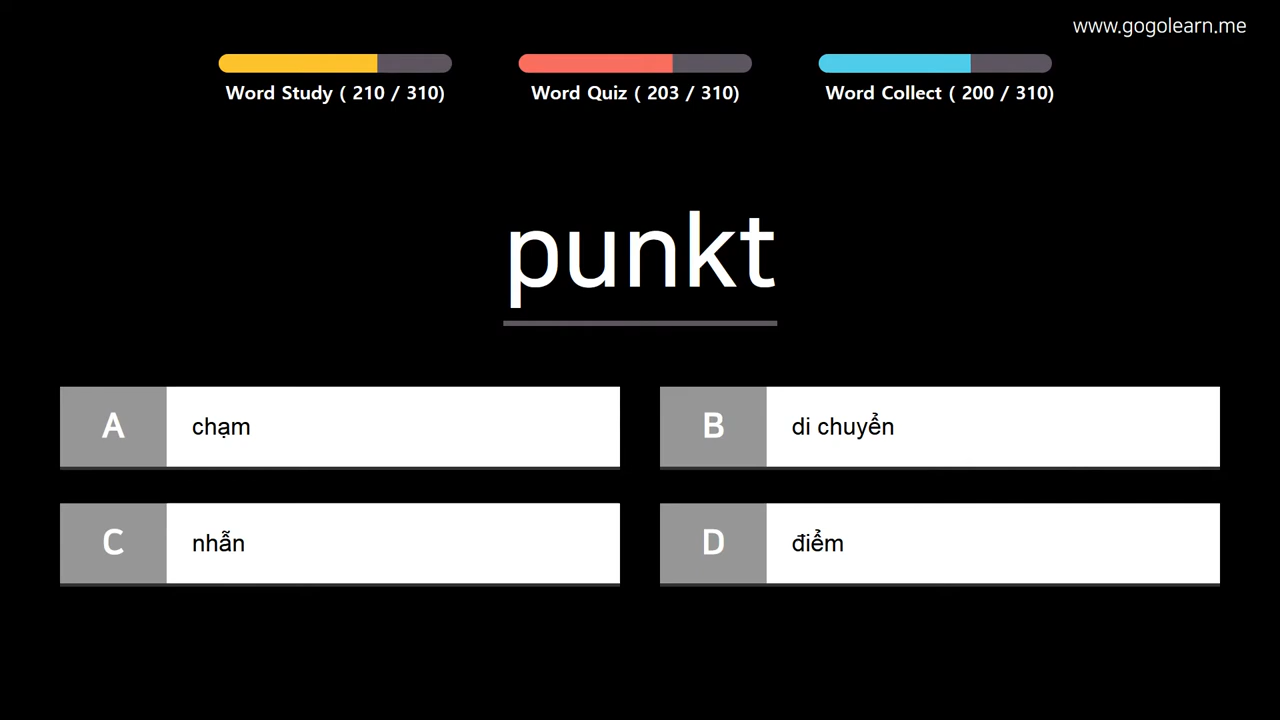 www.gogolearn.me
Word Study ( 210 / 310)
Word Quiz ( 203 / 310)
Word Collect ( 200 / 310)
punkt
A chạm
B di chuyển
C nhẫn
D điểm